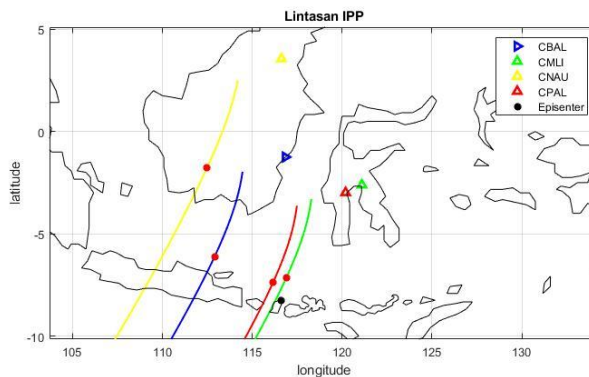 Lintasan IPP
5
0
-5
-10
latitude
105
110
115
120
125
130
longitude
CBAL
CMLI
CNAU
CPAL
Episenter